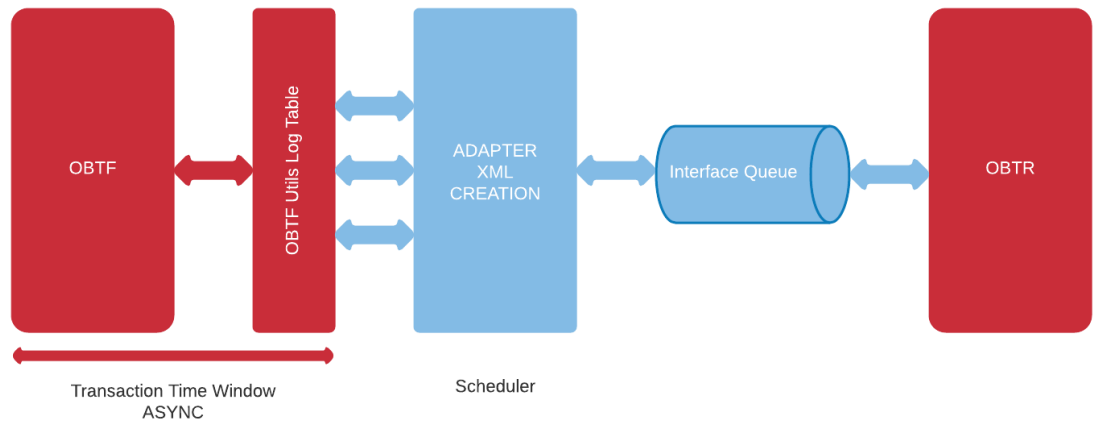 OBTF
OBTF Utils Log Table
ADAPTER
XML
CREATION
Interface Queue
OBTR
Transaction Time Window
ASYNC
Scheduler